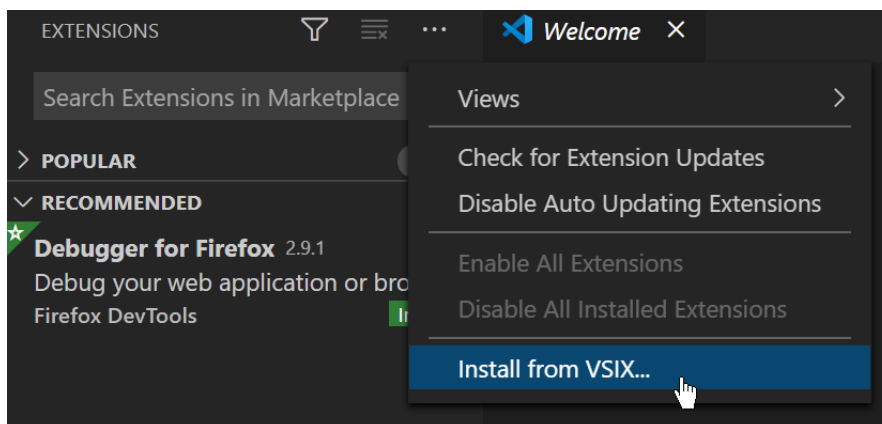 EXTENSIONS
Welcome
Search Extensions in Marketplace
Views
POPULAR
Check for Extension Updates
RECOMMENDED
Disable Auto Updating Extensions
Debugger for Firefox 2.9.1
Enable All Extensions
Debug your web application or bro
Firefox DevTools
Disable All Installed Extensions
Install from VSIX...